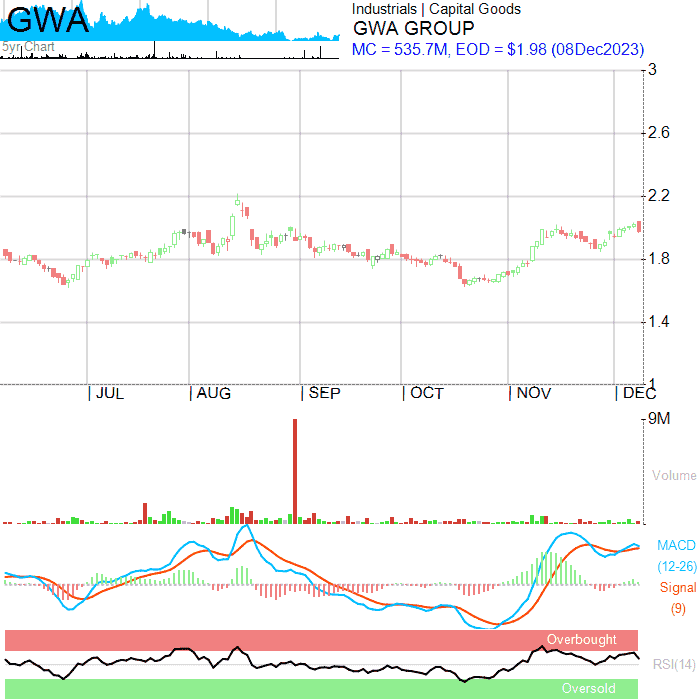 GWA
5yr Chart
Industrials | Capital Goods
GWA GROUP
MC = 535.7M, EOD = $1.98 (08Dec2023)
3
2.6
2.2
1.8
1.4
1
| JUL | AUG | SEP | OCT | NOV | DEC
9M
Volume
MACD
(12-26)
Signal
(9)
Overbought
RSI(14)
Oversold